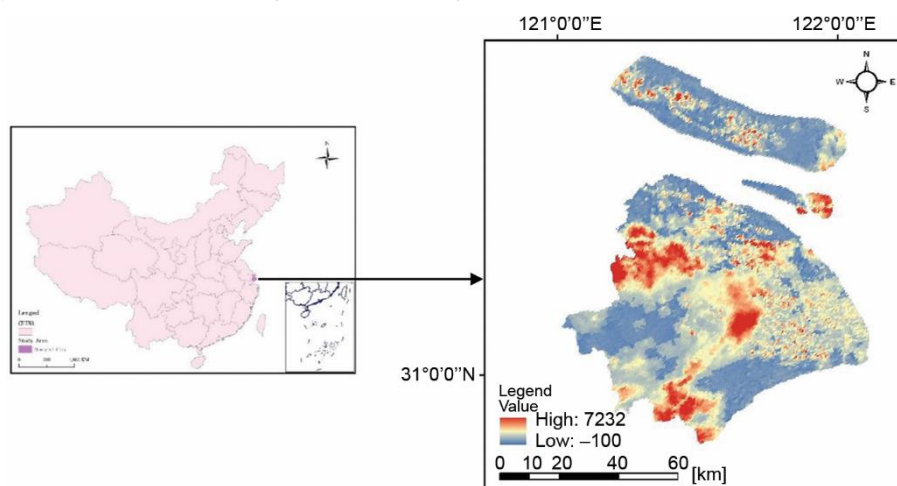 121°0'0"E 122°0'0"E
N
W E
S
N
Legend
Study Area
31°0'0"N
Legend
Value
High: 7232
Low: –100
0 10 20 40 60 [km]